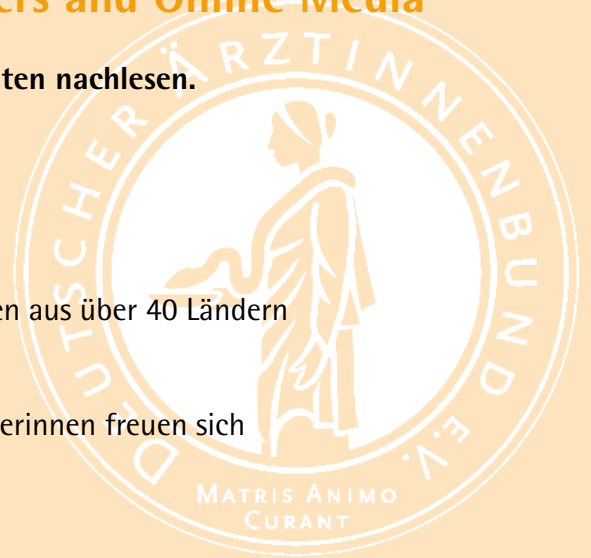 ers and Online Media
ten nachlesen.
en aus über 40 Ländern
erinnen freuen sich
DEUTSCHER ÄRZTINNENBUND E.V.
MATRIS ANIMO
CURANT